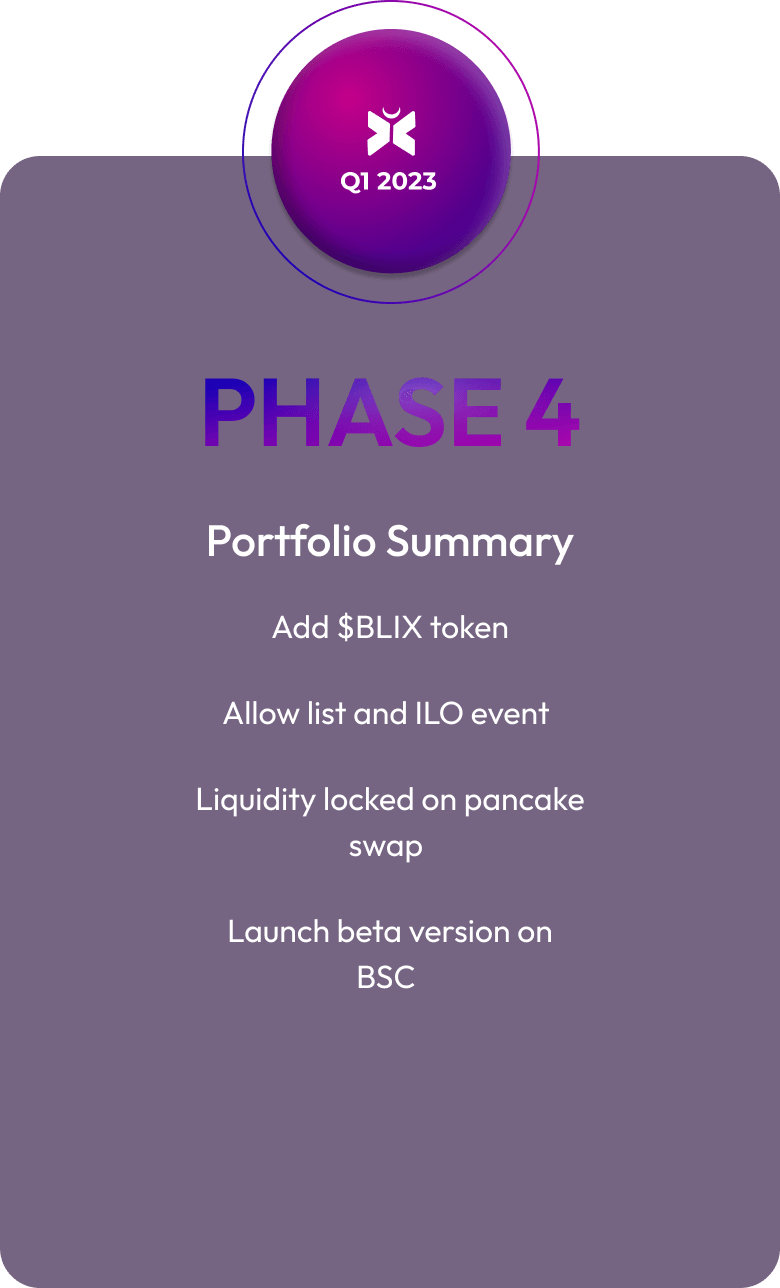 Q1 2023
PHASE 4
Portfolio Summary
Add $BLIX token
Allow list and ILO event
Liquidity locked on pancake
swap
Launch beta version on
BSC